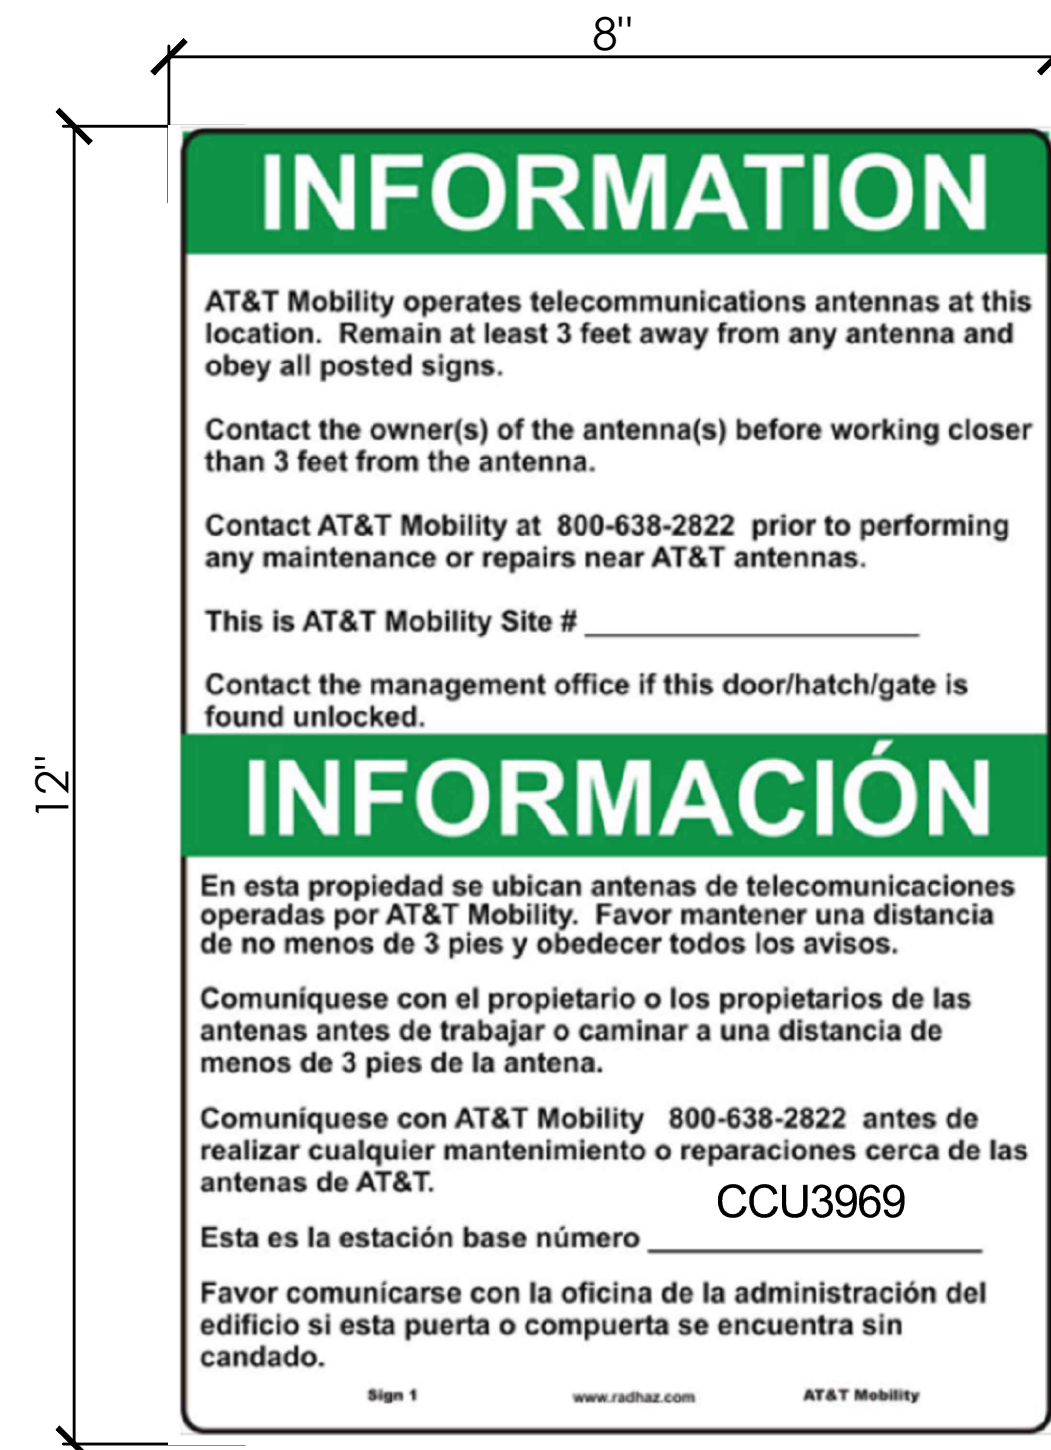 8"
12"
INFORMATION
AT&T Mobility operates telecommunications antennas at this
location. Remain at least 3 feet away from any antenna and
obey all posted signs.
Contact the owner(s) of the antenna(s) before working closer
than 3 feet from the antenna.
Contact AT&T Mobility at 800-638-2822 prior to performing
any maintenance or repairs near AT&T antennas.
This is AT&T Mobility Site # ____________________
Contact the management office if this door/hatch/gate is
found unlocked.
INFORMACIÓN
En esta propiedad se ubican antenas de telecomunicaciones
operadas por AT&T Mobility. Favor mantener una distancia
de no menos de 3 pies y obedecer todos los avisos.
Comuníquese con el propietario o los propietarios de las
antenas antes de trabajar o caminar a una distancia de
menos de 3 pies de la antena.
Comuníquese con AT&T Mobility 800-638-2822 antes de
realizar cualquier mantenimiento o reparaciones cerca de las
antenas de AT&T.
CCU3969
Esta es la estación base número ____________________
Favor comunícarse con la oficina de la administración del
edificio si esta puerta o compuerta se encuentra sin
candado.
Sign 1 www.radhaz.com AT&T Mobility